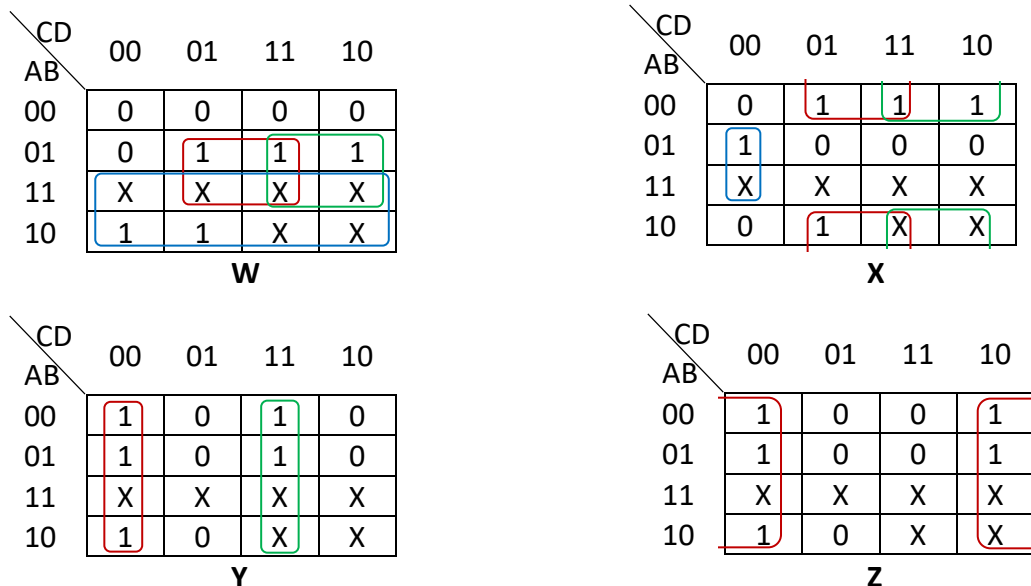 CD
AB
00 01 11 10
00 0 0 0 0
01 0 1 1 1
11 X X X X
10 1 1 X X
W
CD
AB
00 01 11 10
00 0 1 1 1
01 1 0 0 0
11 X X X X
10 0 1 X X
X
CD
AB
00 01 11 10
00 1 0 1 0
01 1 0 1 0
11 X X X X
10 1 0 X X
Y
CD
AB
00 01 11 10
00 1 0 0 1
01 1 0 0 1
11 X X X X
10 1 0 X X
Z